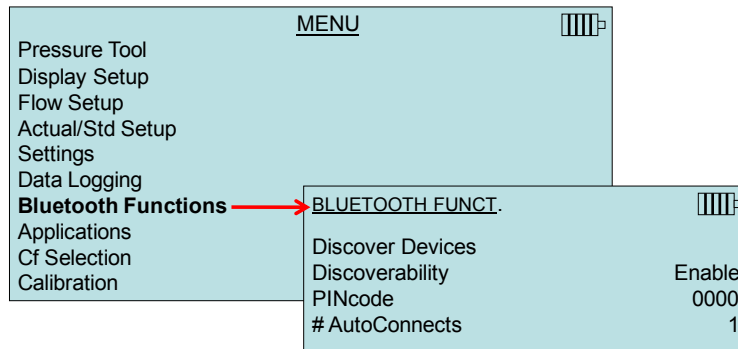 MENU
Pressure Tool
Display Setup
Flow Setup
Actual/Std Setup
Settings
Data Logging
Bluetooth Functions
Applications
Cf Selection
Calibration
BLUETOOTH FUNCT.
Discover Devices
Discoverability Enable
PINcode 0000
# AutoConnects 1